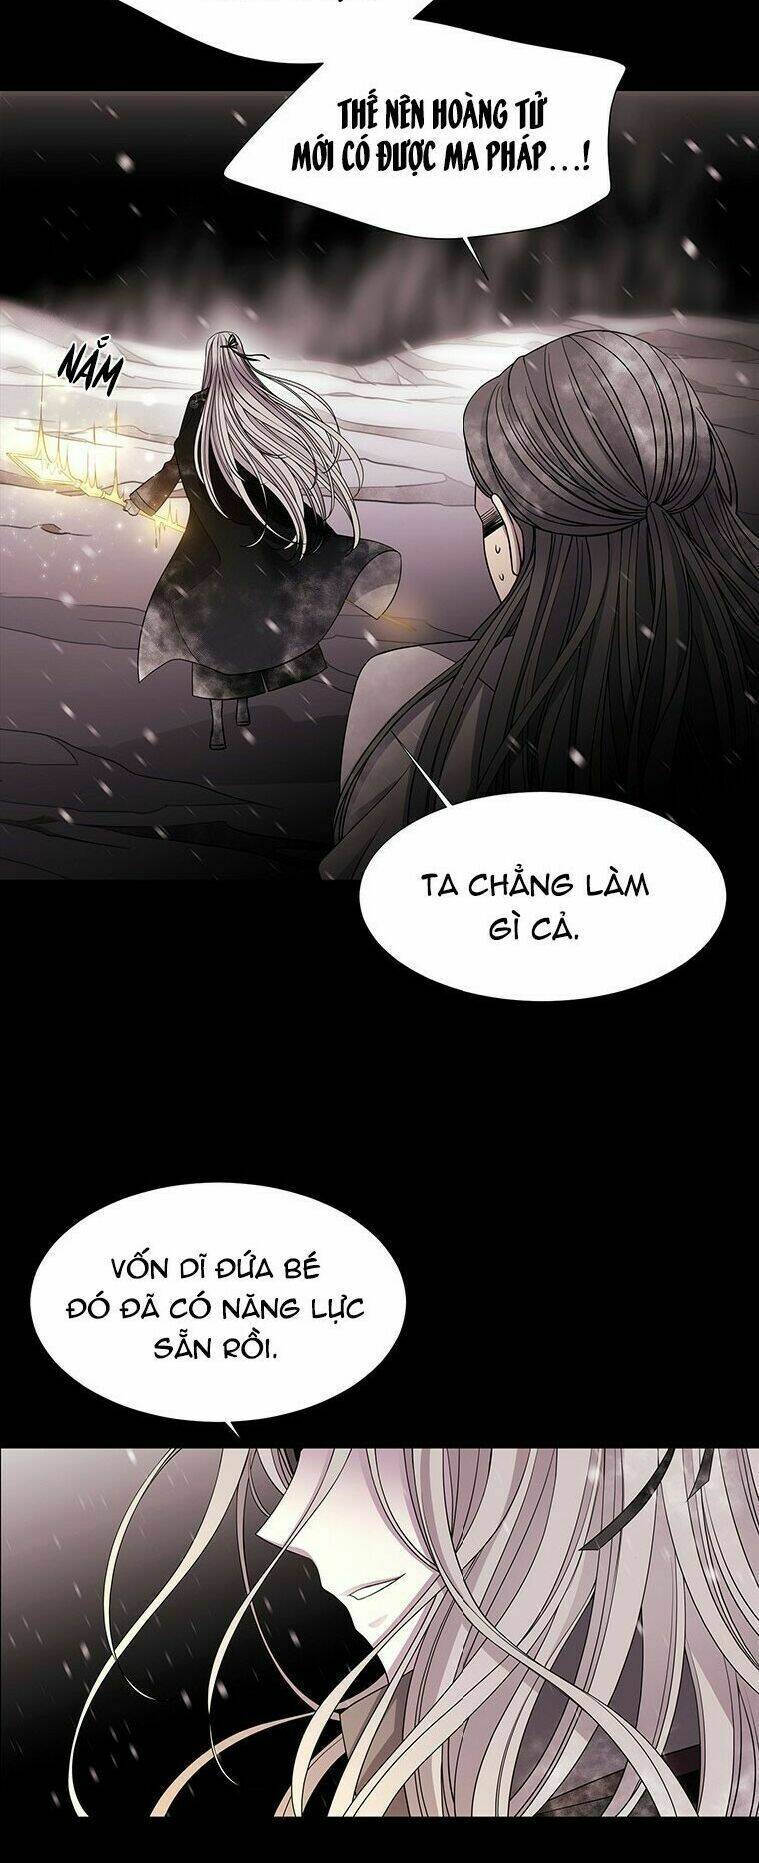 THẾ NÊN HOÀNG TỬ
MỚI CÓ ĐƯỢC MA PHÁP...!
NẮM
TA CHẲNG LÀM
GÌ CẢ.
VỐN DĨ ĐỨA BÉ
ĐÓ ĐÃ CÓ NĂNG LỰC
SẴN RỒI.